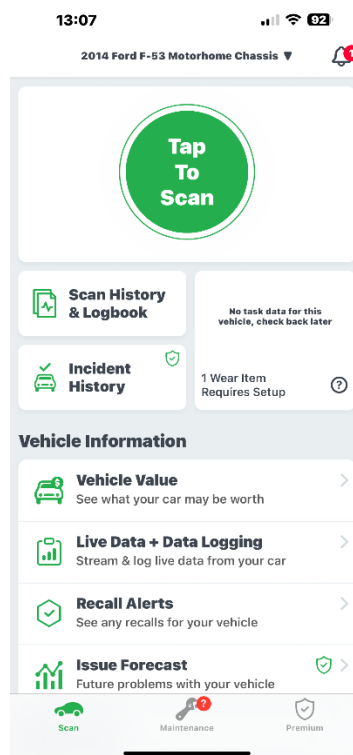 13:07
92
2014 Ford F-53 Motorhome Chassis ▼
Tap
To
Scan
Scan History
& Logbook
No task data for this
vehicle, check back later
Incident
History
1 Wear Item
Requires Setup
?
Vehicle Information
Vehicle Value
See what your car may be worth
Live Data + Data Logging
Stream & log live data from your car
Recall Alerts
See any recalls for your vehicle
Issue Forecast
Future problems with your vehicle
?
Scan
Maintenance
Premium